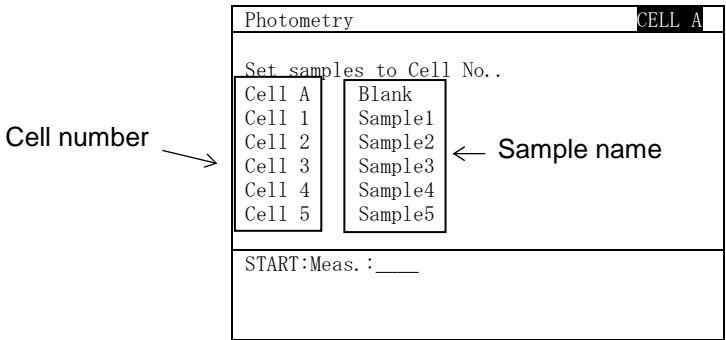 Photometry CELL A
Set samples to Cell No..
Cell A Blank
Cell 1 Sample1
Cell 2 Sample2
Cell 3 Sample3
Cell 4 Sample4
Cell 5 Sample5
Cell number
Sample name
START:Meas.:____